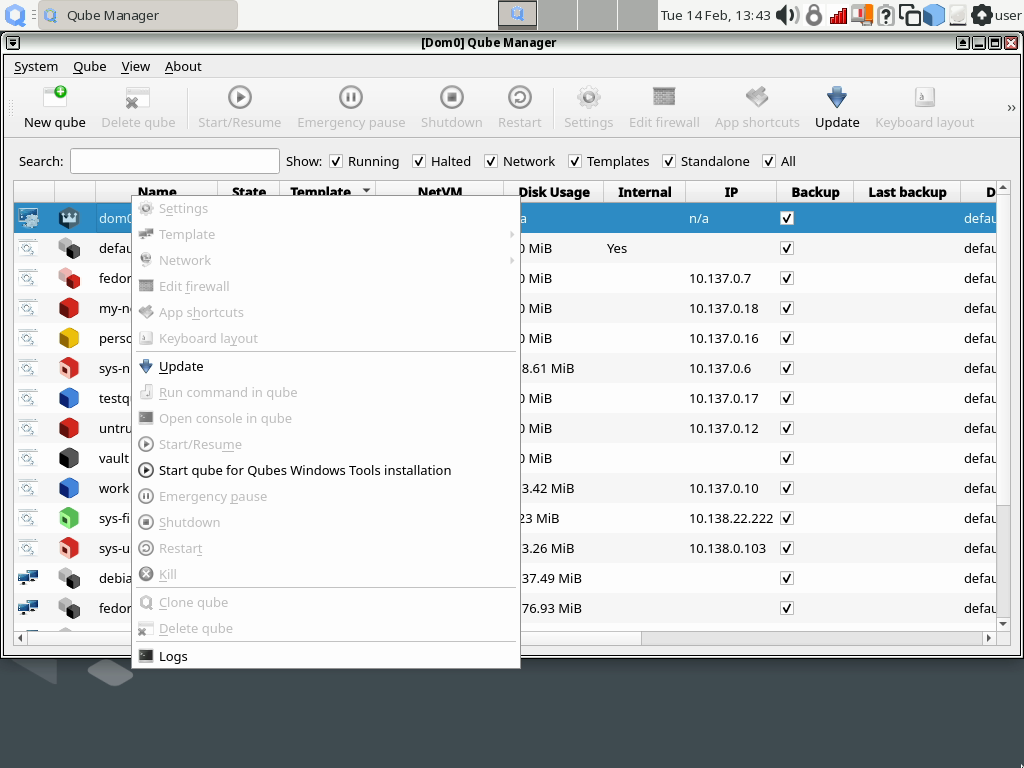 Qube Manager
Tue 14 Feb, 13:43
user
[Dom0] Qube Manager
System Qube View About
New qube Delete qube Start/Resume Emergency pause Shutdown Restart Settings Edit firewall App shortcuts Update Keyboard layout »
Search: Show: Running Halted Network Templates Standalone All
Name State Template NetVM Disk Usage Internal IP Backup Last backup D
dom0 a n/a defau
defau 0 MiB Yes defau
fedor 0 MiB 10.137.0.7 defau
my-n 0 MiB 10.137.0.18 defau
perso 0 MiB 10.137.0.16 defau
sys-n 8.61 MiB 10.137.0.6 defau
testq 0 MiB 10.137.0.17 defau
untru 0 MiB 10.137.0.12 defau
vault 0 MiB defau
work 3.42 MiB 10.137.0.10 defau
sys-fi 23 MiB 10.138.22.222 defau
sys-u 3.26 MiB 10.138.0.103 defau
debia 37.49 MiB defau
fedor 76.93 MiB defau
Settings
Template
Network
Edit firewall
App shortcuts
Keyboard layout
Update
Run command in qube
Open console in qube
Start/Resume
Start qube for Qubes Windows Tools installation
Emergency pause
Shutdown
Restart
Kill
Clone qube
Delete qube
Logs